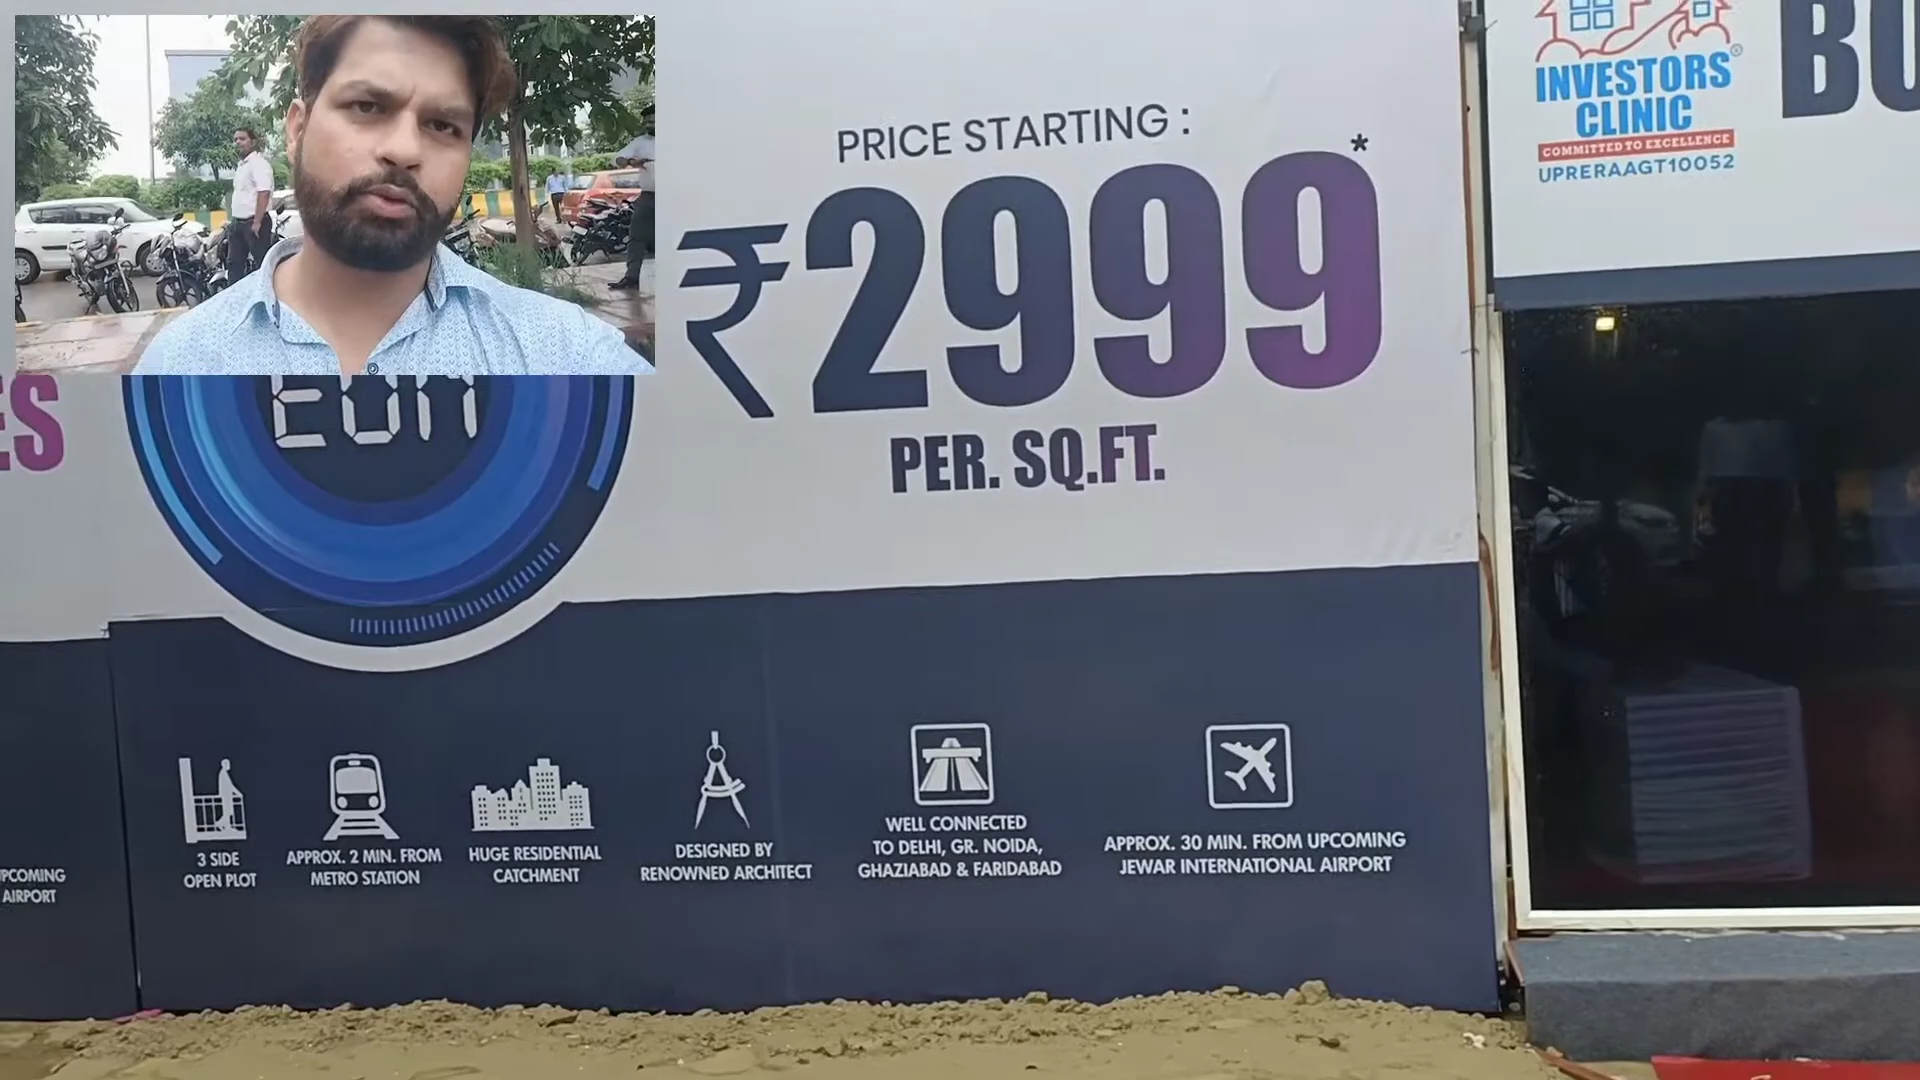 PRICE STARTING :
₹2999*
PER. SQ.FT.
INVESTORS
CLINIC
COMMITTED TO EXCELLENCE
UPRERAAGT10052
3 SIDE
OPEN PLOT
APPROX. 2 MIN. FROM
METRO STATION
HUGE RESIDENTIAL
CATCHMENT
DESIGNED BY
RENOWNED ARCHITECT
WELL CONNECTED
TO DELHI, GR. NOIDA,
GHAZIABAD & FARIDABAD
APPROX. 30 MIN. FROM UPCOMING
JEWAR INTERNATIONAL AIRPORT
AIRPORT